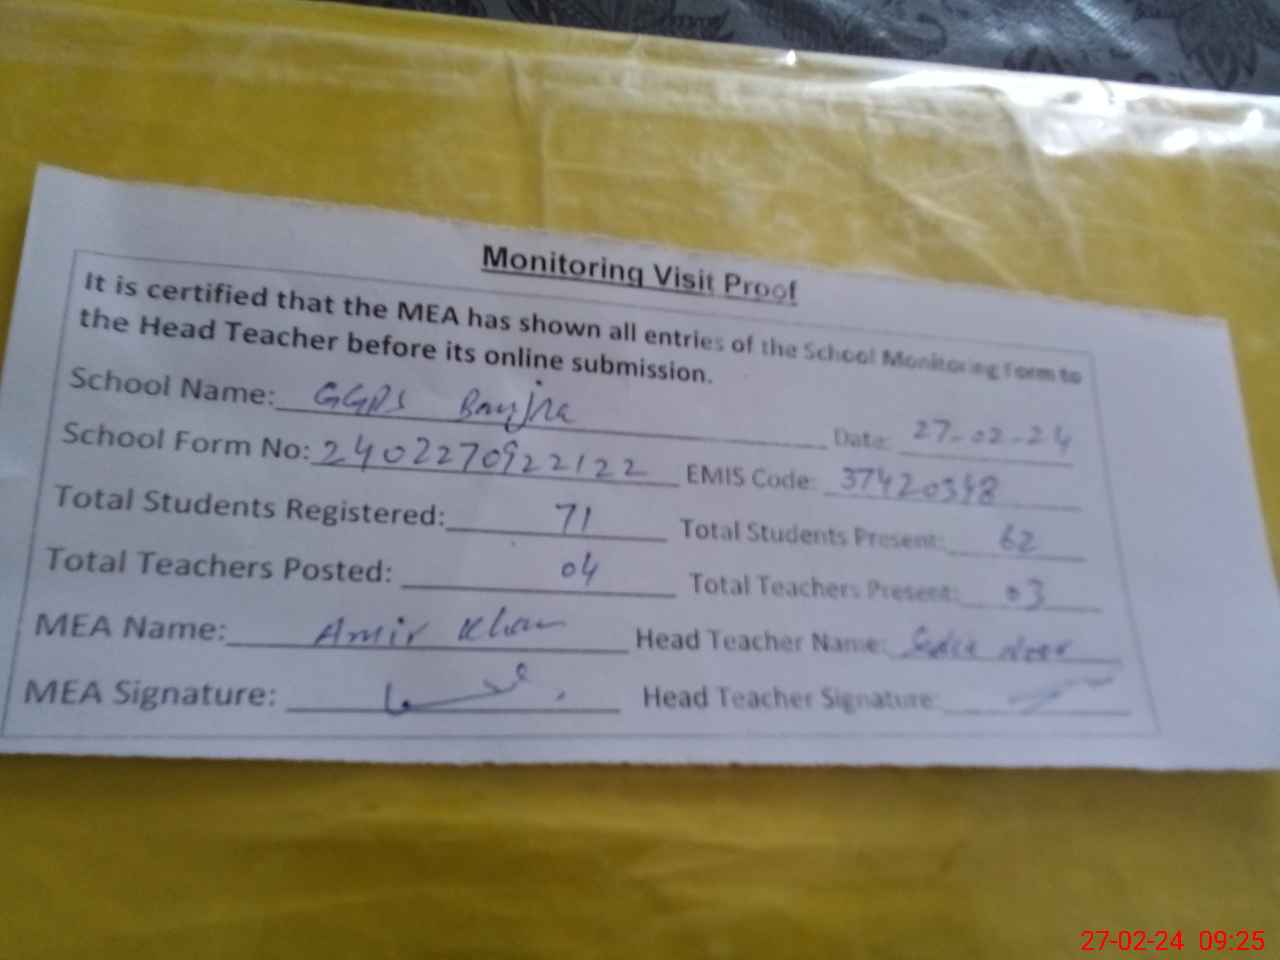 Monitoring Visit Proof
It is certified that the MEA has shown all entries of the School Monitoring Form to
the Head Teacher before its online submission.
School Name: GGPS Date: 27-02-24
School Form No: 2402270922122 EMIS Code: 37420348
Total Students Registered: 71 Total Students Present: 62
Total Teachers Posted: 04 Total Teachers Present: 03
MEA Name: Amir Khan Head Teacher Name:
MEA Signature: Head Teacher Signature:
27-02-24 09:25